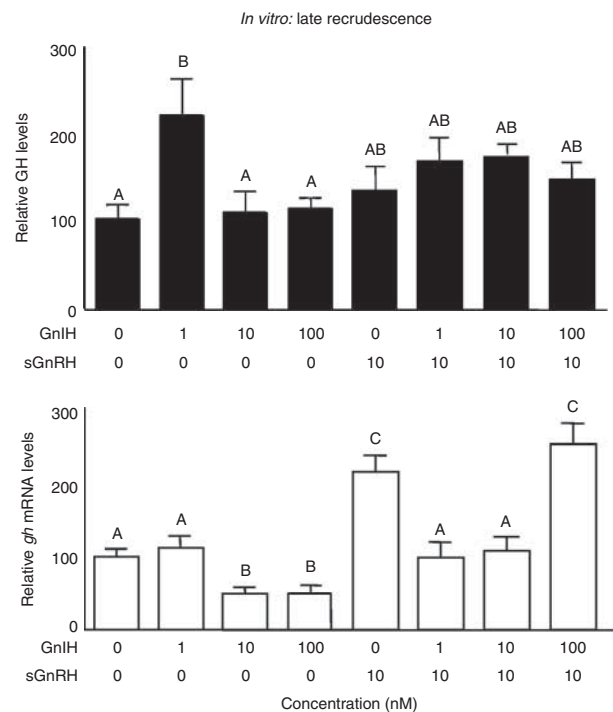 In vitro: late recrudescence
300
200
100
0
Relative GH levels
A
B
A
A
AB
AB
AB
AB
GnIH 0 1 10 100 0 1 10 100
sGnRH 0 0 0 0 10 10 10 10
300
200
100
0
Relative gh mRNA levels
A
A
B
B
C
A
A
C
GnIH 0 1 10 100 0 1 10 100
sGnRH 0 0 0 0 10 10 10 10
Concentration (nM)